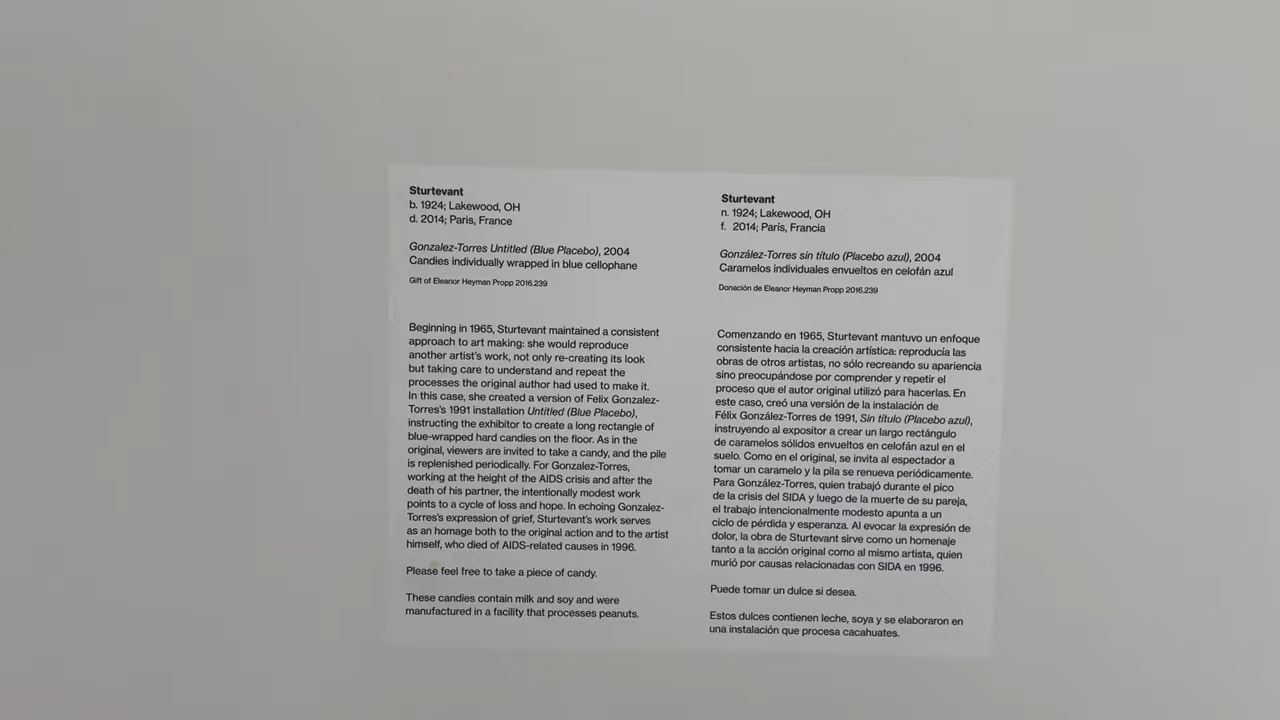 Sturtevant
b. 1924; Lakewood, OH
d. 2014; Paris, France
Gonzalez-Torres Untitled (Blue Placebo), 2004
Candies individually wrapped in blue cellophane
Gift of Eleanor Heyman Propp 2016.239
Beginning in 1965, Sturtevant maintained a consistent
approach to art making: she would reproduce
another artist's work, not only re-creating its look
but taking care to understand and repeat the
processes the original author had used to make it.
In this case, she created a version of Felix Gonzalez-
Torres's 1991 installation Untitled (Blue Placebo),
instructing the exhibitor to create a long rectangle of
blue-wrapped hard candies on the floor. As in the
original, viewers are invited to take a candy, and the pile
is replenished periodically. For Gonzalez-Torres,
working at the height of the AIDS crisis and after the
death of his partner, the intentionally modest work
points to a cycle of loss and hope. In echoing Gonzalez-
Torres's expression of grief, Sturtevant's work serves
as an homage both to the original action and to the artist
himself, who died of AIDS-related causes in 1996.
Please feel free to take a piece of candy.
These candies contain milk and soy and were
manufactured in a facility that processes peanuts.
Sturtevant
n. 1924; Lakewood, OH
f. 2014; París, Francia
González-Torres sin título (Placebo azul), 2004
Caramelos individuales envueltos en celofán azul
Donación de Eleanor Heyman Propp 2016.239
Comenzando en 1965, Sturtevant mantuvo un enfoque
consistente hacia la creación artística: reproducía las
obras de otros artistas, no sólo recreando su apariencia
sino preocupándose por comprender y repetir el
proceso que el autor original utilizó para hacerlas. En
este caso, creó una versión de la instalación de
Félix González-Torres de 1991, Sin título (Placebo azul),
instruyendo al expositor a crear un largo rectángulo
de caramelos sólidos envueltos en celofán azul en el
suelo. Como en el original, se invita al espectador a
tomar un caramelo y la pila se renueva periódicamente.
Para González-Torres, quien trabajó durante el pico
de la crisis del SIDA y luego de la muerte de su pareja,
el trabajo intencionalmente modesto apunta a un
ciclo de pérdida y esperanza. Al evocar la expresión de
dolor, la obra de Sturtevant sirve como un homenaje
tanto a la acción original como al mismo artista, quien
murió por causas relacionadas con SIDA en 1996.
Puede tomar un dulce si desea.
Estos dulces contienen leche, soya y se elaboraron en
una instalación que procesa cacahuates.